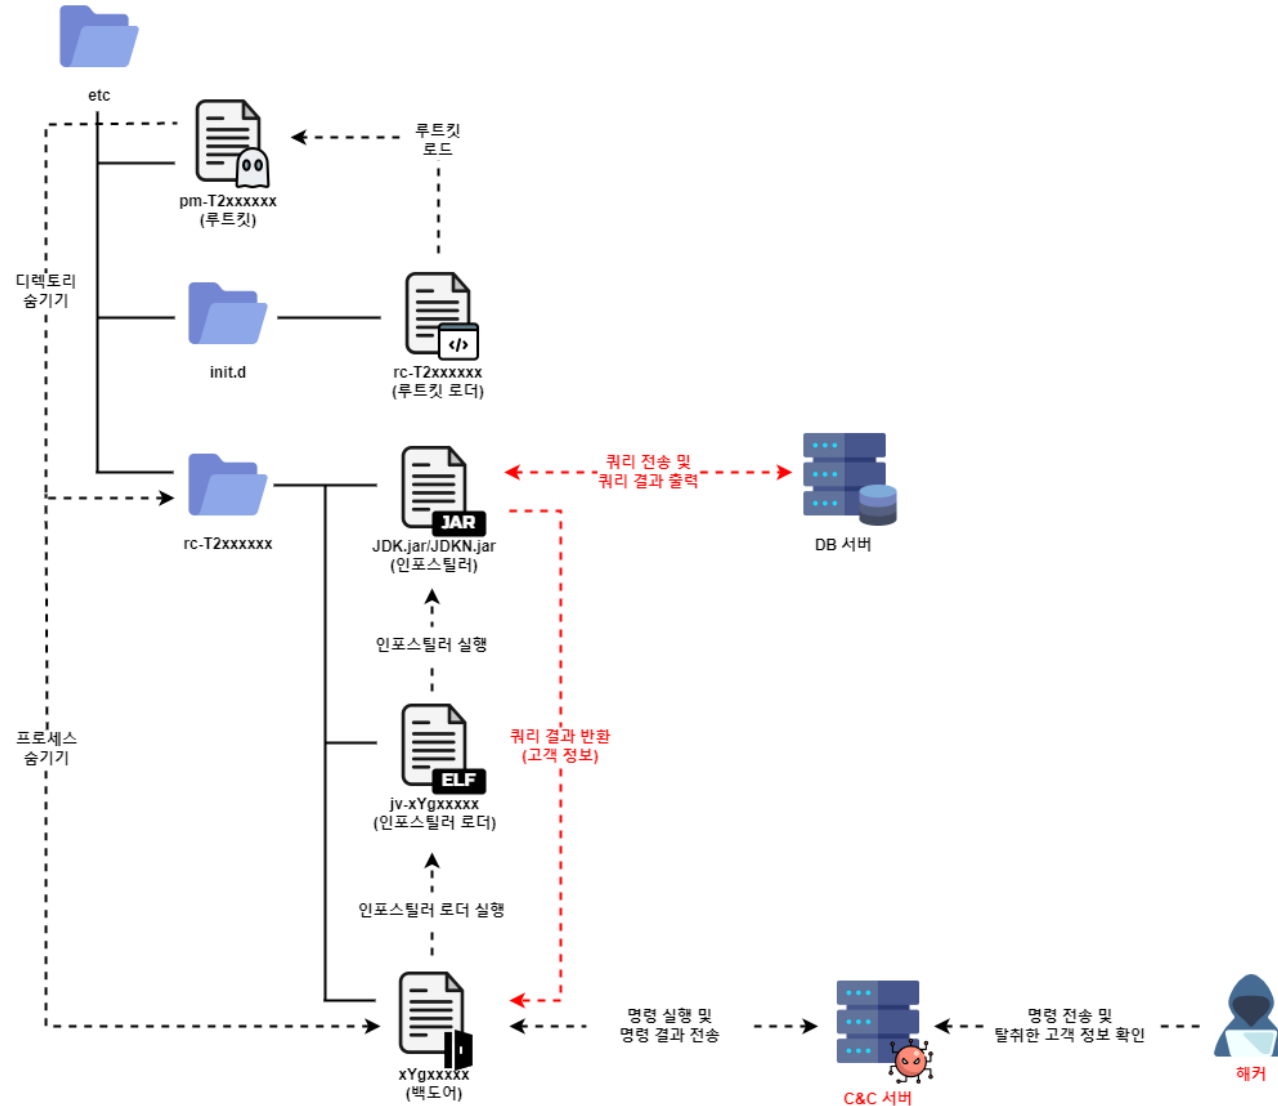 etc
루트킷
로드
pm-T2xxxxxx
(루트킷)
디렉토리
숨기기
init.d
</>
rc-T2xxxxxx
(루트킷 로더)
쿼리 전송 및
쿼리 결과 출력
rc-T2xxxxxx
JAR
JDK.jar/JDKN.jar
(인포스틸러)
DB 서버
인포스틸러 실행
프로세스
숨기기
쿼리 결과 반환
(고객 정보)
ELF
jv-xYgxxxxx
(인포스틸러 로더)
인포스틸러 로더 실행
명령 실행 및
명령 결과 전송
명령 전송 및
탈취한 고객 정보 확인
xYgxxxxx
(백도어)
C&C 서버
해커